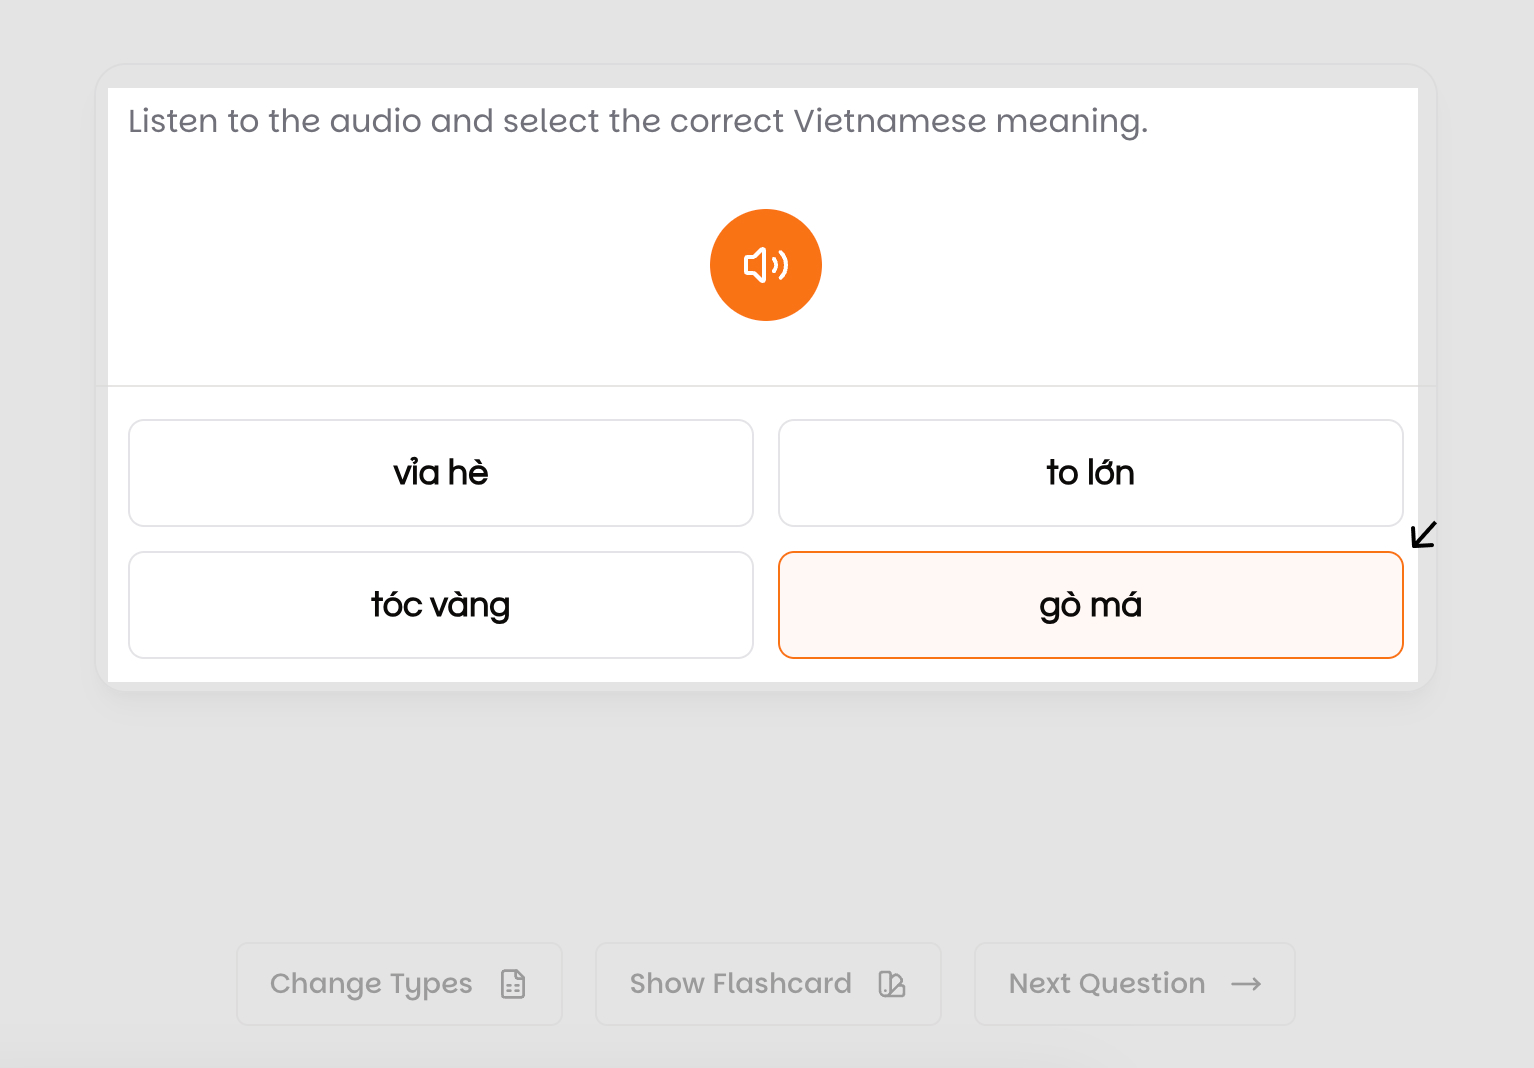 Listen to the audio and select the correct Vietnamese meaning.
vỉa hè
to lớn
tóc vàng
gò má
Change Types
Show Flashcard
Next Question